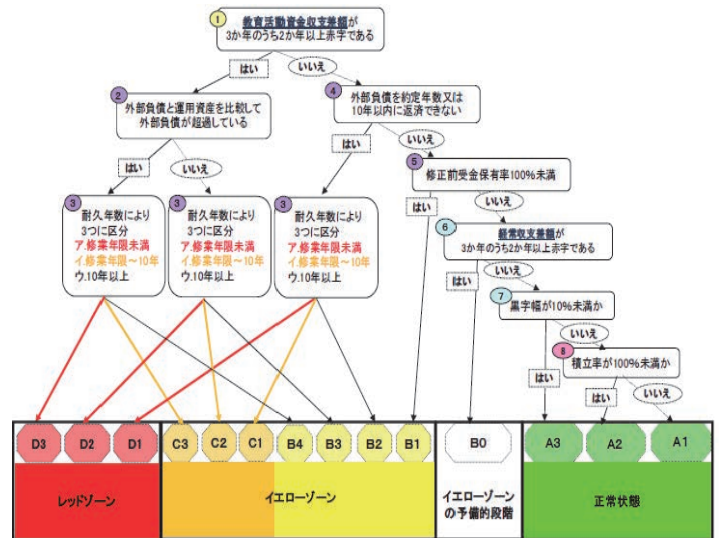 1
教育活動資金収支差額が
3か年のうち2か年以上赤字である
はい
いいえ
2
外部負債と運用資産を比較して
外部負債が超過している
4
外部負債を約定年数又は
10年以内に返済できない
はい
いいえ
はい
いいえ
5
修正前受金保有率100%未満
3
耐久年数により
3つに区分
ア.修業年限未満
イ.修業年限～10年
ウ.10年以上
3
耐久年数により
3つに区分
ア.修業年限未満
イ.修業年限～10年
ウ.10年以上
3
耐久年数により
3つに区分
ア.修業年限未満
イ.修業年限～10年
ウ.10年以上
はい
いいえ
6
経常収支差額が
3か年のうち2か年以上赤字である
はい
いいえ
7
黒字幅が10%未満か
はい
いいえ
8
積立率が100%未満か
はい
いいえ
D3
D2
D1
C3
C2
C1
B4
B3
B2
B1
B0
A3
A2
A1
レッドゾーン
イエローゾーン
イエローゾーン
の予備的段階
正常状態